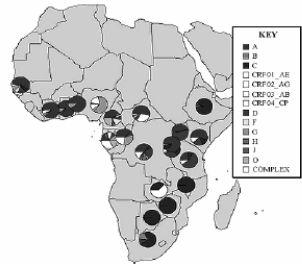 KEY
A
B
C
CRF01_AE
CRF02_AG
CRF03_AB
CRF04_CP
D
F
G
H
J
O
COMPLEX